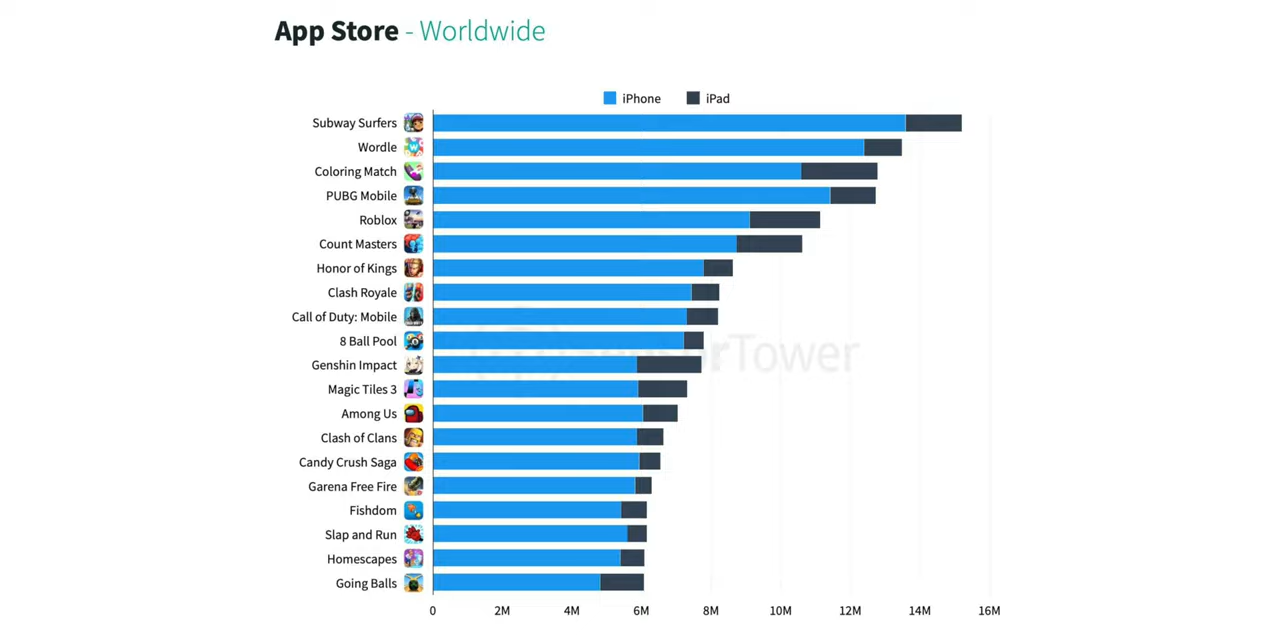 App Store - Worldwide
iPhone iPad
Subway Surfers
Wordle
Coloring Match
PUBG Mobile
Roblox
Count Masters
Honor of Kings
Clash Royale
Call of Duty: Mobile
8 Ball Pool
Genshin Impact
Magic Tiles 3
Among Us
Clash of Clans
Candy Crush Saga
Garena Free Fire
Fishdom
Slap and Run
Homescapes
Going Balls
0 2M 4M 6M 8M 10M 12M 14M 16M
Tower